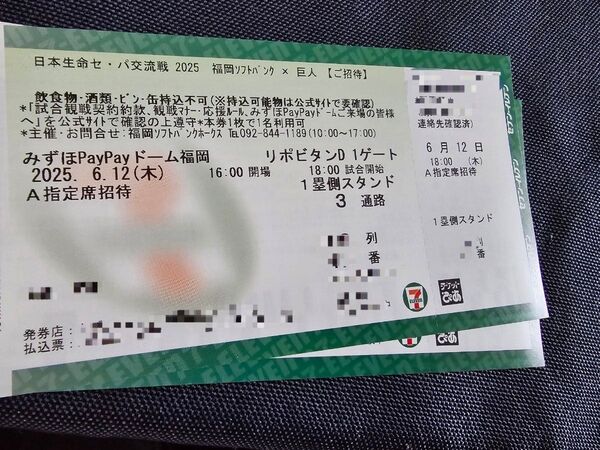 日本生命セ・パ交流戦 2025 福岡ソフトバンク × 巨人 【ご招待】
飲食物・酒類・ビン・缶持込不可(※持込可能物は公式サイトで要確認)
*「試合観戦契約約款、観戦マナー・応援ルール、みずほPayPayドームご来場の皆様
へ」を公式サイトで確認の上遵守*本券1枚で1名利用可
*主催・お問合せ:福岡ソフトバンクホークス TEL092-844-1189(10:00～17:00)
みずほPayPayドーム福岡 リポビタンD 1ゲート
2025. 6.12(木) 16:00 開場 18:00 試合開始
A指定席招待 1塁側スタンド
3 通路
列
番
発券店:
払込票:
7
ELEVEN
連絡先確認済)
6月12日
18:00 (木)
A指定席招待
1塁側スタンド
番
チケットぴあ